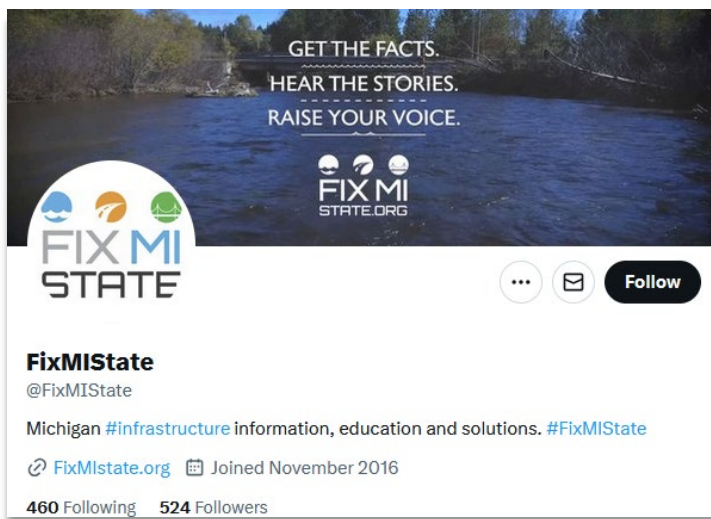 GET THE FACTS.
HEAR THE STORIES.
RAISE YOUR VOICE.
FIX MI
STATE.ORG
FIX MI
STATE
Follow
FixMIState
@FixMIState
Michigan #infrastructure information, education and solutions. #FixMIState
FixMIstate.org Joined November 2016
460 Following 524 Followers